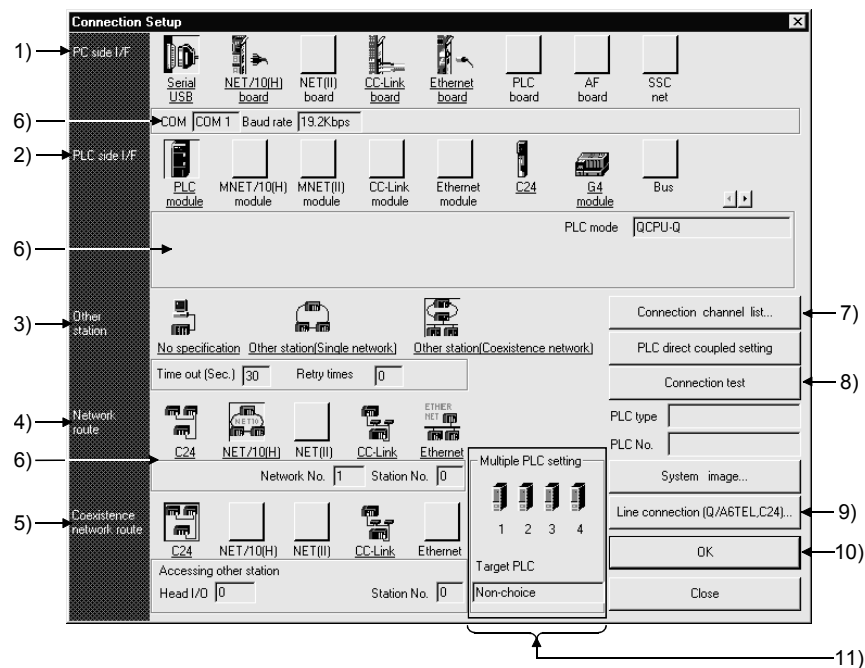 Connection Setup
1)
PC side I/F
Serial USB
NET/10(H) board
NET(II) board
CC-Link board
Ethernet board
PLC board
AF board
SSC net
6)
COM COM 1 Baud rate 19.2Kbps
2)
PLC side I/F
PLC module
MNET/10(H) module
MNET(II) module
CC-Link module
Ethernet module
C24
G4 module
Bus
6)
PLC mode QCPU-Q
3)
Other station
No specification
Other station(Single network)
Other station(Coexistence network)
Time out (Sec.) 30 Retry times 0
Connection channel list...
7)
PLC direct coupled setting
Connection test
8)
PLC type
PLC No.
4)
Network route
NET10
ETHER NET
C24
NET/10(H)
NET(II)
CC-Link
Ethernet
6)
Network No. 1 Station No. 0
Multiple PLC setting
1 2 3 4
Target PLC
Non-choice
System image...
Line connection (Q/A6TEL,C24)...
9)
OK
10)
Close
5)
Coexistence network route
C24
NET/10(H)
NET(II)
CC-Link
Ethernet
Accessing other station
Head I/O 0 Station No. 0
11)